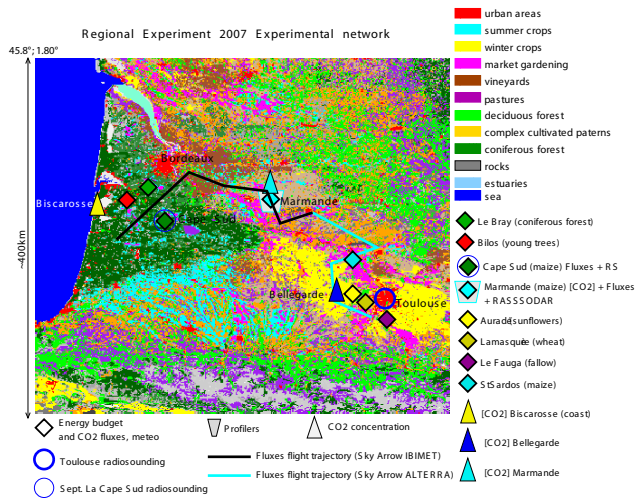 Regional Experiment 2007 Experimental network
45.8°; 1.80°
~400km
Bordeaux
Biscarosse
Cape Sud
Marmande
Bellegarde
Toulouse
urban areas
summer crops
winter crops
market gardening
vineyards
pastures
deciduous forest
complex cultivated paterns
coniferous forest
rocks
estuaries
sea
Le Bray (coniferous forest)
Bilos (young trees)
Cape Sud (maize) Fluxes + RS
Marmande (maize) [CO2] + Fluxes
+ RASSSODAR
Aurade(sunflowers)
Lamasquée (wheat)
Le Fauga (fallow)
StSardos (maize)
[CO2] Biscarosse (coast)
[CO2] Bellegarde
[CO2] Marmande
Energy budget
and CO2 fluxes, meteo
Profilers
CO2 concentration
Toulouse radiosounding
Fluxes flight trajectory (Sky Arrow IBIMET)
Fluxes flight trajectory (Sky Arrow ALTERRA)
Sept. La Cape Sud radiosounding